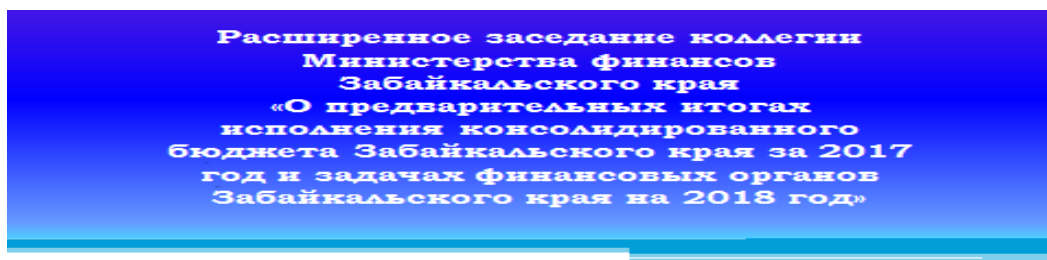 Расширенное заседание коллегии
Министерства финансов
Забайкальского края
«О предварительных итогах
исполнения консолидированного
бюджета Забайкальского края за 2017
год и задачах финансовых органов
Забайкальского края на 2018 год»